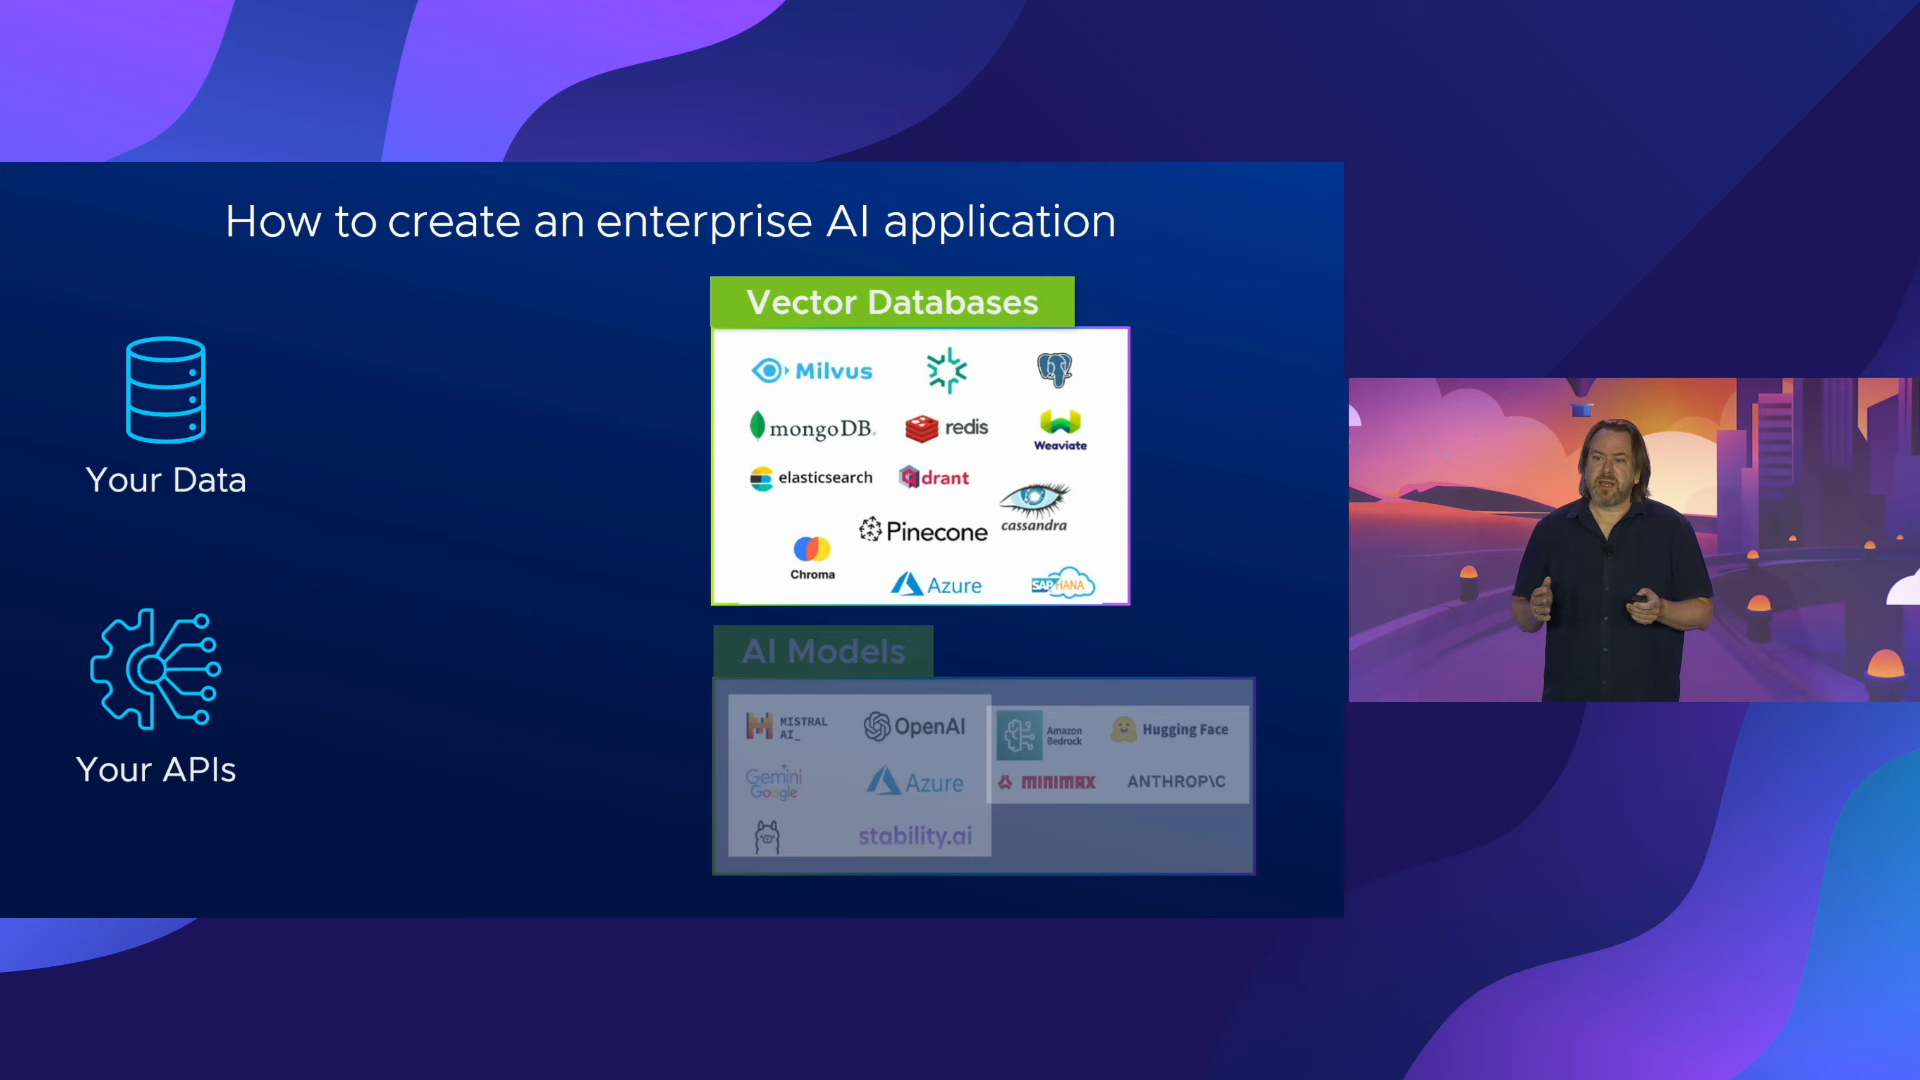 How to create an enterprise AI application
Vector Databases
Milvus
mongoDB.
redis
Weaviate
elasticsearch
drant
cassandra
Pinecone
Chroma
Azure
SAP HANA
Your Data
AI Models
MISTRAL
AI_
OpenAI
Amazon
Bedrock
Hugging Face
Gemini
Google
Azure
MINIMAX
ANTHROP\C
stability.ai
Your APIs